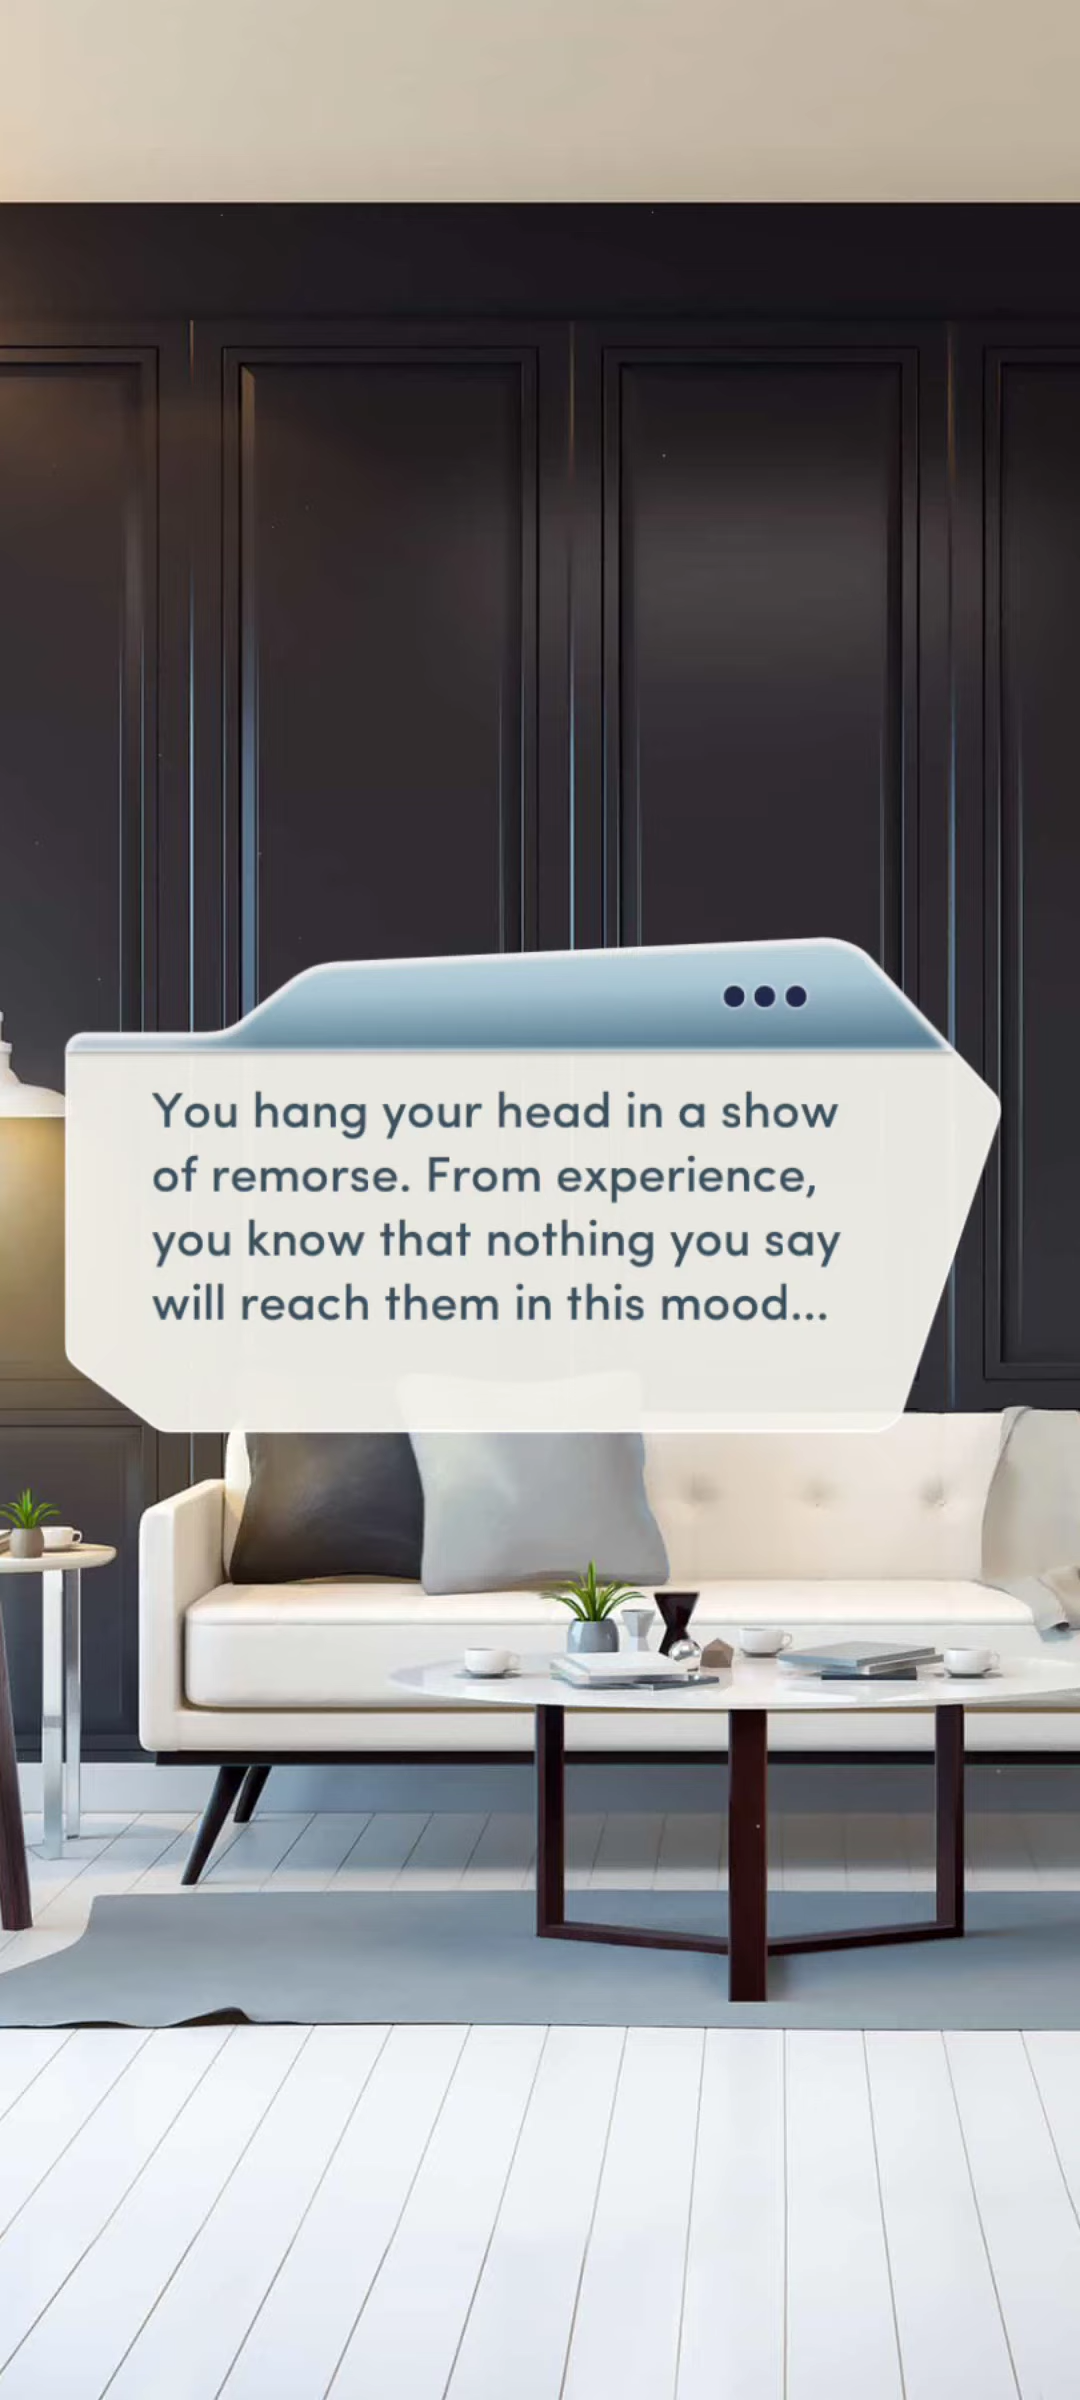 You hang your head in a show
of remorse. From experience,
you know that nothing you say
will reach them in this mood...